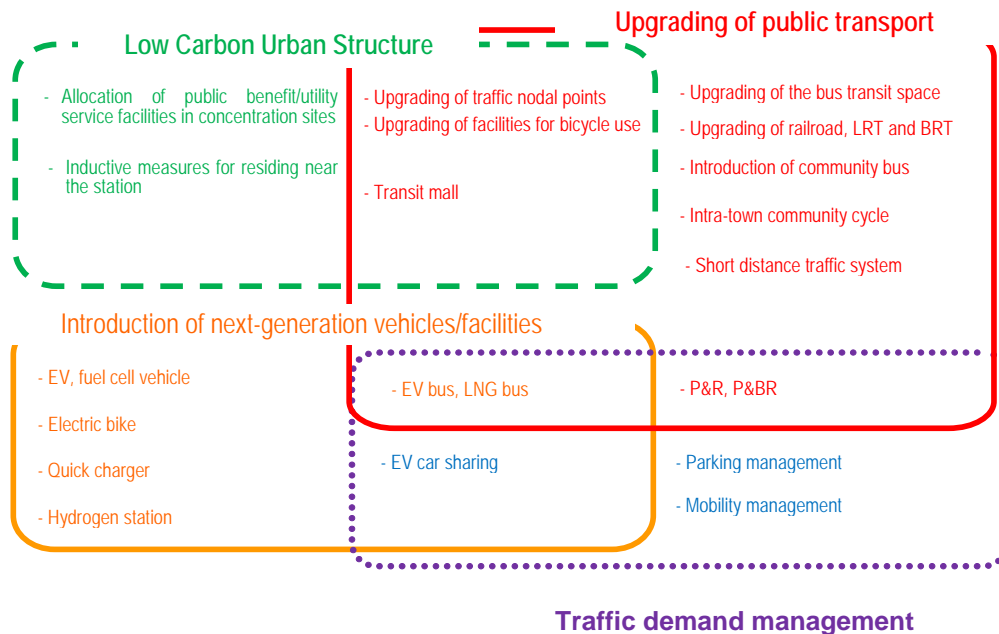 Upgrading of public transport
Low Carbon Urban Structure
- Allocation of public benefit/utility
service facilities in concentration sites
- Inductive measures for residing near
the station
- Upgrading of traffic nodal points
- Upgrading of facilities for bicycle use
- Transit mall
- Upgrading of the bus transit space
- Upgrading of railroad, LRT and BRT
- Introduction of community bus
- Intra-town community cycle
- Short distance traffic system
Introduction of next-generation vehicles/facilities
- EV, fuel cell vehicle
- Electric bike
- Quick charger
- Hydrogen station
- EV bus, LNG bus
- P&R, P&BR
- EV car sharing
- Parking management
- Mobility management
Traffic demand management